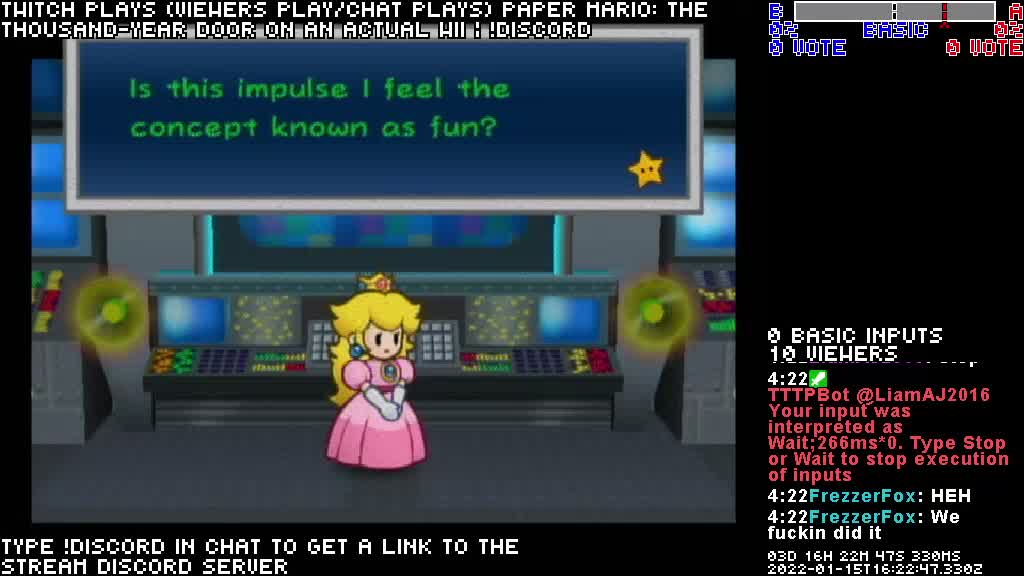 TWITCH PLAYS (VIEWERS PLAY/CHAT PLAYS) PAPER MARIO: THE
THOUSAND-YEAR DOOR ON AN ACTUAL WII! !DISCORD
Is this impulse I feel the
concept known as fun?
B
A
0%
BASIC
0%
0 VOTE
0 VOTE
0 BASIC INPUTS
10 VIEWERS
4:22
TTTPBot @LiamAJ2016
Your input was
interpreted as
Wait;266ms*0. Type Stop
or Wait to stop execution
of inputs
4:22FrezzerFox: HEH
4:22FrezzerFox: We
fuckin did it
03D 16H 22M 47S 330MS
2022-01-15T16:22:47.330Z
TYPE !DISCORD IN CHAT TO GET A LINK TO THE
STREAM DISCORD SERVER